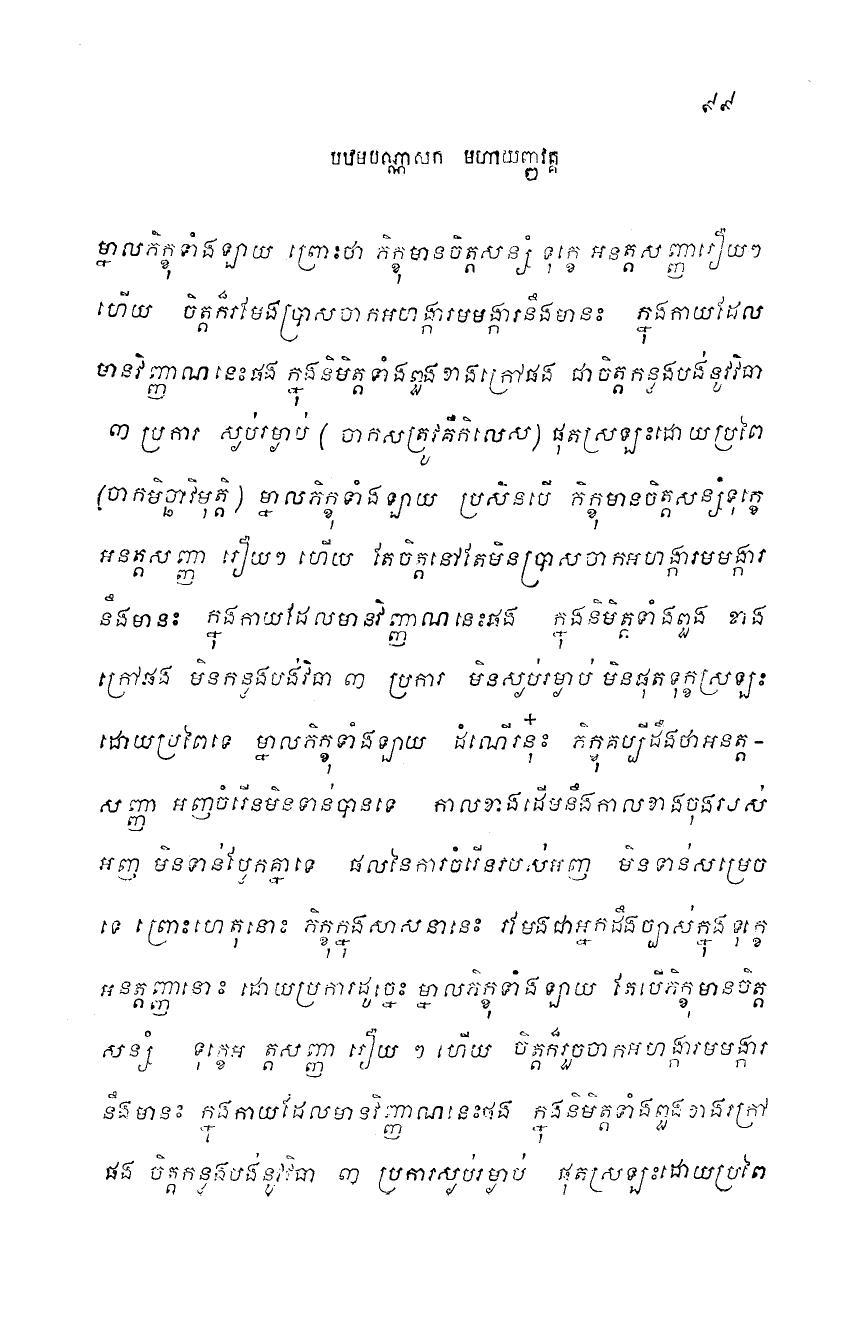 ៩៩
បឋមបណ្ណាសក មហាយញ្ញវគ្គ
ម្នាលភិក្ខុទាំងឡាយ ព្រោះថា ភិក្ខុមានចិត្តសន្សំ ទុក្ខេ អនត្តសញ្ញារឿយៗ
ហើយ ចិត្តក៏រមែងប្រាសចាកអហង្ការមមង្ការនឹងមានះ ក្នុងកាយដែល
មានវិញ្ញាណនេះផង ក្នុងនិមិត្តទាំងពួងខាងក្រៅផង ជាចិត្តកន្លងបង់នូវវិធា
៣ ប្រការ ស្ងប់រម្ងាប់ ( ចាកសត្រូវគឺកិលេស) ផុតស្រឡះដោយប្រពៃ
(ចាកមិច្ឆាវិមុត្តិ) ម្នាលភិក្ខុទាំងឡាយ ប្រសិនបើ ភិក្ខុមានចិត្តសន្សំទុក្ខេ
អនត្តសញ្ញា រឿយៗ ហើយ តែចិត្តនៅតែមិនប្រាសចាកអហង្ការមមង្ការ
នឹងមានះ ក្នុងកាយដែលមានវិញ្ញាណនេះផង ក្នុងនិមិត្តទាំងពួង ខាង
ក្រៅផង មិនកន្លងបង់វិធា ៣ ប្រការ មិនស្ងប់រម្ងាប់ មិនផុតទុក្ខស្រឡះ
ដោយប្រពៃទេ ម្នាលភិក្ខុទាំងឡាយ ដំណើរនុ៎ះ ភិក្ខុគប្បីដឹងថាអនត្ត-
សញ្ញា អញចំរើនមិនទាន់បានទេ កាលខាងដើមនឹងកាលខាងចុងរបស់
អញ មិនទាន់ប្លែកគ្នាទេ ផលនៃការចំរើនរបស់អញ មិនទាន់សម្រេច
ទេ ព្រោះហេតុនោះ ភិក្ខុក្នុងសាសនានេះ រមែងជាអ្នកដឹងច្បាស់ក្នុង ទុក្ខេ
អនត្តញ្ញានោះ ដោយប្រការដូច្នេះ ម្នាលភិក្ខុទាំងឡាយ តែបើភិក្ខុមានចិត្ត
សន្សំ ទុក្ខេអ ត្តសញ្ញា រឿយ ៗ ហើយ ចិត្តក៏រួចចាកអហង្ការមមង្ការ
នឹងមានះ ក្នុងកាយដែលមានវិញ្ញាណនេះផង ក្នុងនិមិត្តទាំងពួងខាងក្រៅ
ផង ចិត្តកន្លងបង់នូវវិធា ៣ ប្រការស្ងប់រម្ងាប់ ផុតស្រឡះដោយប្រពៃ